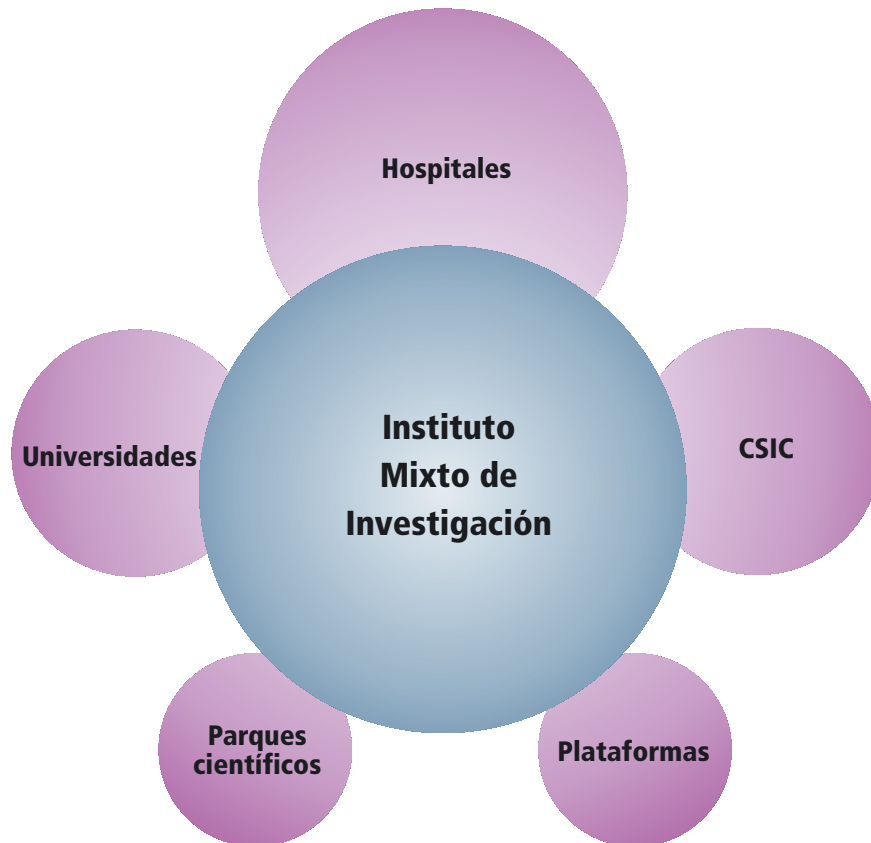 Hospitales
Universidades
Instituto
Mixto de
Investigación
CSIC
Parques
científicos
Plataformas